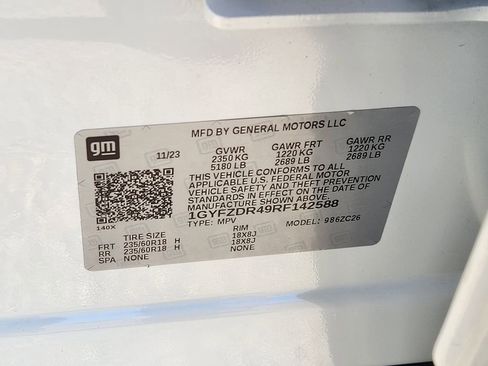 MFD BY GENERAL MOTORS LLC
gm
11/23
GVWR GAWR FRT GAWR RR
2350 KG 1220 KG 1220 KG
5180 LB 2689 LB 2689 LB
THIS VEHICLE CONFORMS TO ALL
APPLICABLE U.S. FEDERAL MOTOR
VEHICLE SAFETY AND THEFT PREVENTION
STANDARDS IN EFFECT ON THE DATE OF
MANUFACTURE SHOWN ABOVE.
1GYFZDR49RF142588
TYPE: MPV MODEL: 986ZC26
140X
TIRE SIZE RIM
FRT 235/60R18 H 18X8J
RR 235/60R18 H 18X8J
SPA NONE NONE